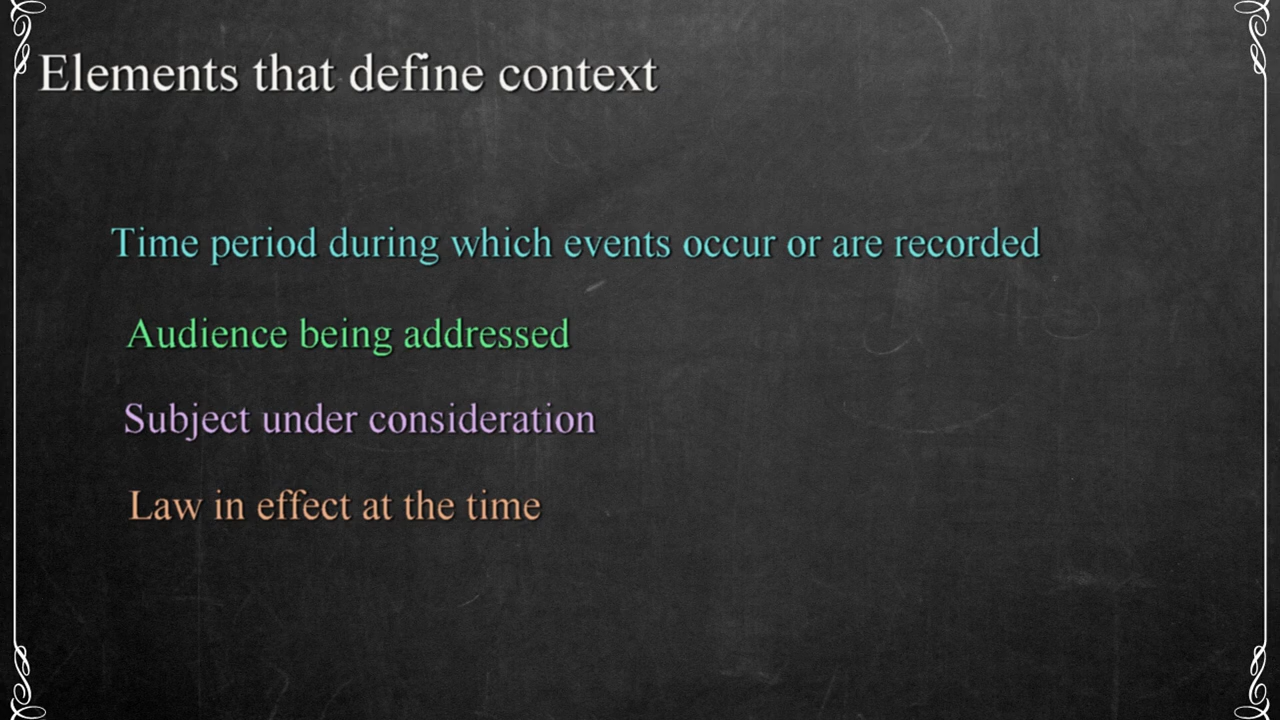 Elements that define context
Time period during which events occur or are recorded
Audience being addressed
Subject under consideration
Law in effect at the time